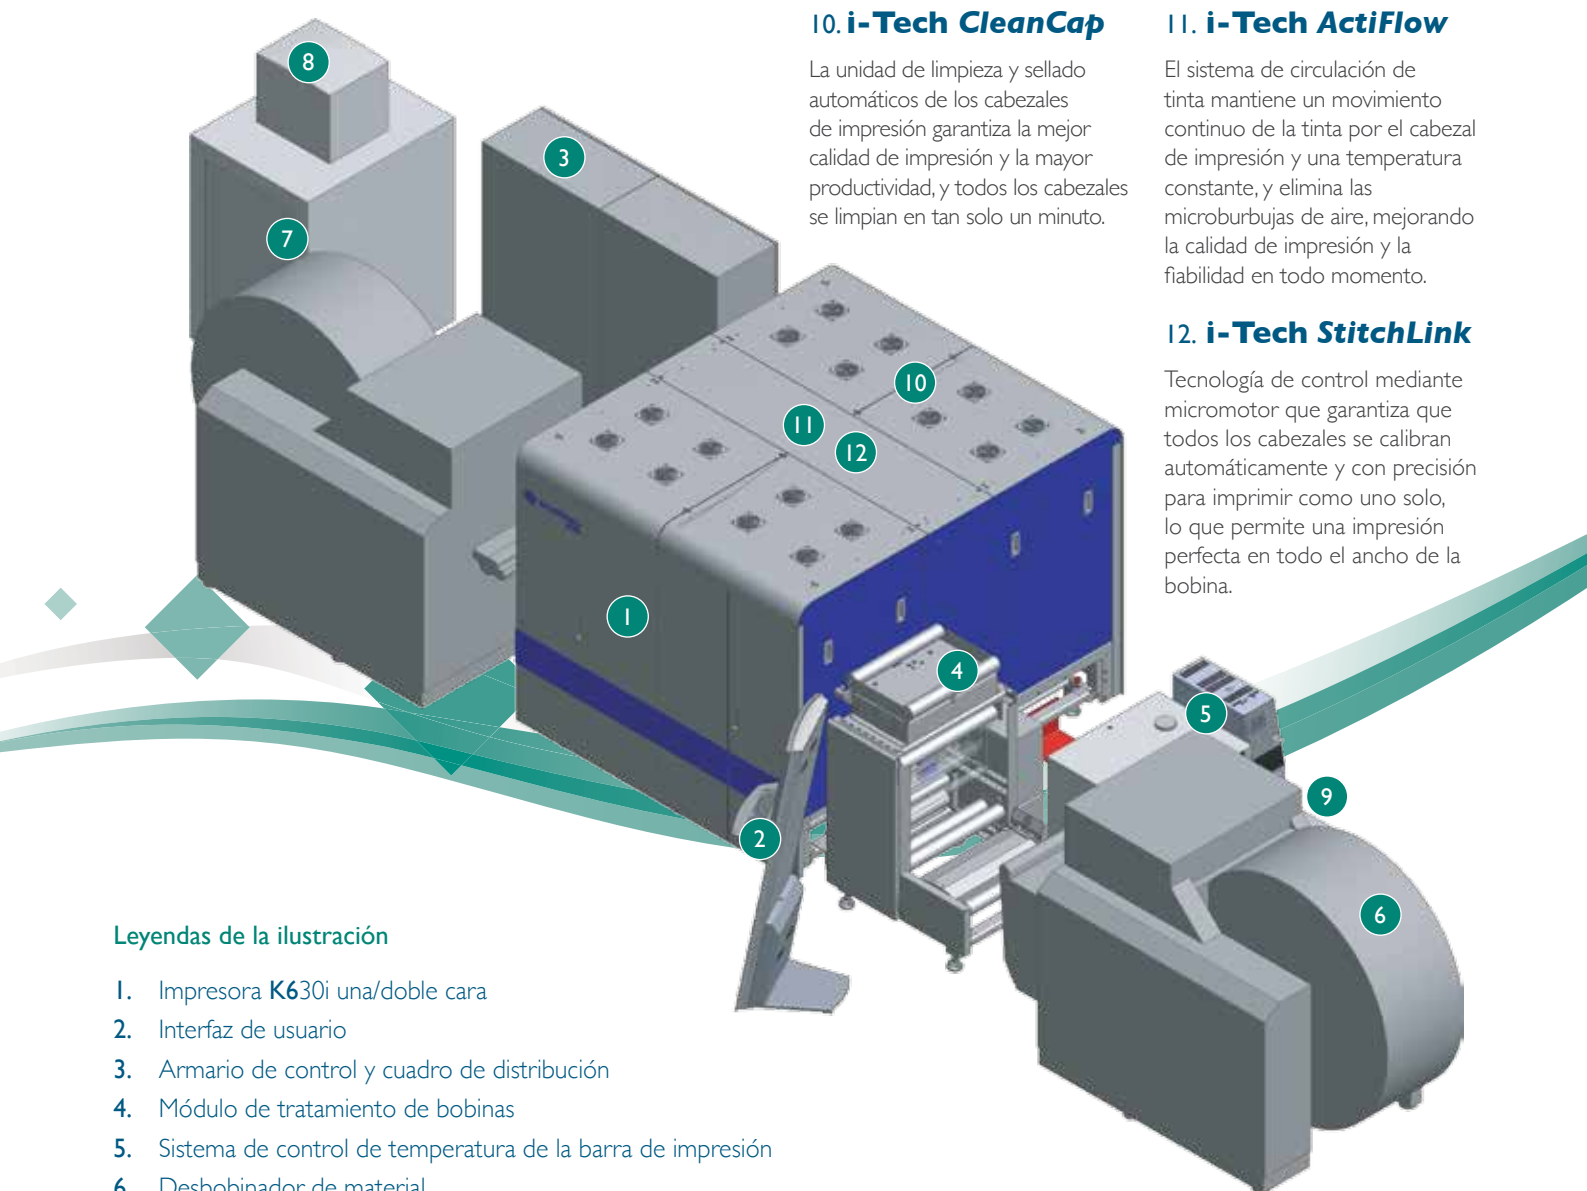 10. i-Tech CleanCap
La unidad de limpieza y sellado
automáticos de los cabezales
de impresión garantiza la mejor
calidad de impresión y la mayor
productividad, y todos los cabezales
se limpian en tan solo un minuto.
11. i-Tech ActiFlow
El sistema de circulación de
tinta mantiene un movimiento
continuo de la tinta por el cabezal
de impresión y una temperatura
constante, y elimina las
microburbujas de aire, mejorando
la calidad de impresión y la
fiabilidad en todo momento.
12. i-Tech StitchLink
Tecnología de control mediante
micromotor que garantiza que
todos los cabezales se calibran
automáticamente y con precisión
para imprimir como uno solo,
lo que permite una impresión
perfecta en todo el ancho de la
bobina.
8
3
7
10
11
12
1
4
5
9
2
6
Leyendas de la ilustración
1. Impresora K630i una/doble cara
2. Interfaz de usuario
3. Armario de control y cuadro de distribución
4. Módulo de tratamiento de bobinas
5. Sistema de control de temperatura de la barra de impresión
6. Desbobinador de material